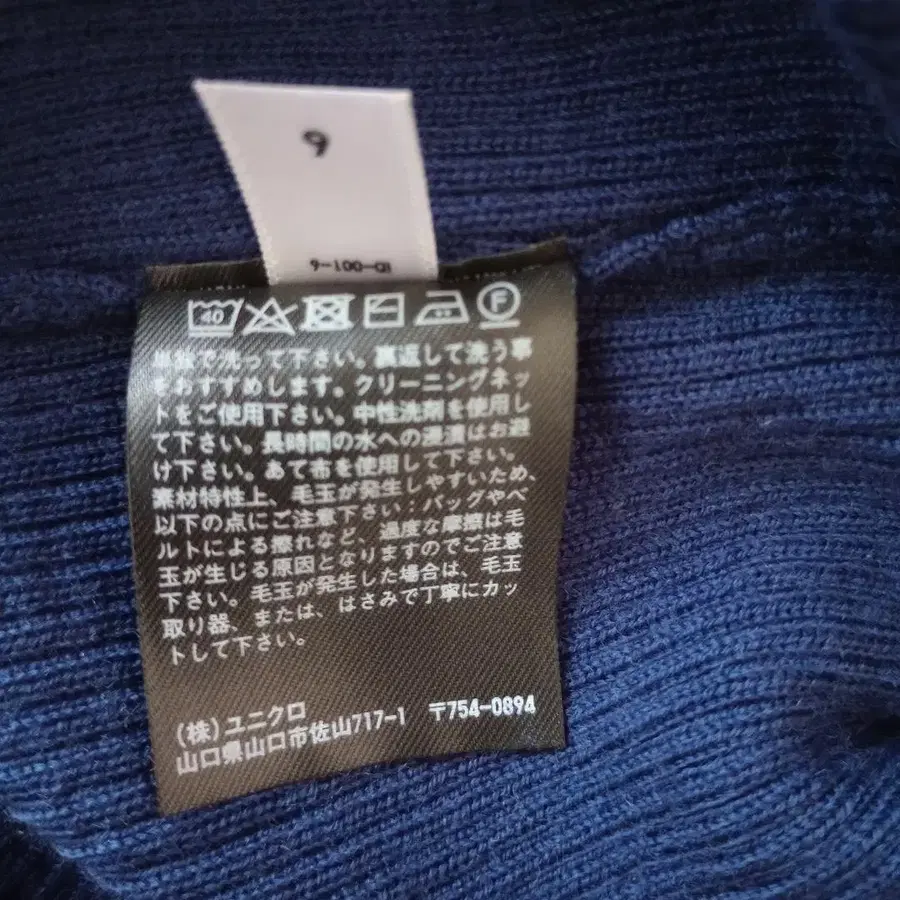 9
40
F
単独で洗って下さい。裏返して洗う事
をおすすめします。クリーニングネッ
トをご使用下さい。中性洗剤を使用し
て下さい。長時間の水への浸漬はお避
け下さい。あて布を使用して下さい。
素材特性上、毛玉が発生しやすいため、
以下の点にご注意下さい：バッグやベ
ルトによる擦れなど、過度な摩擦は毛
玉が生じる原因となりますのでご注意
下さい。毛玉が発生した場合は、毛玉
取り器、または、はさみで丁寧にカッ
トして下さい。
(株)ユニクロ
山口県山口市佐山717-1 〒754-0894